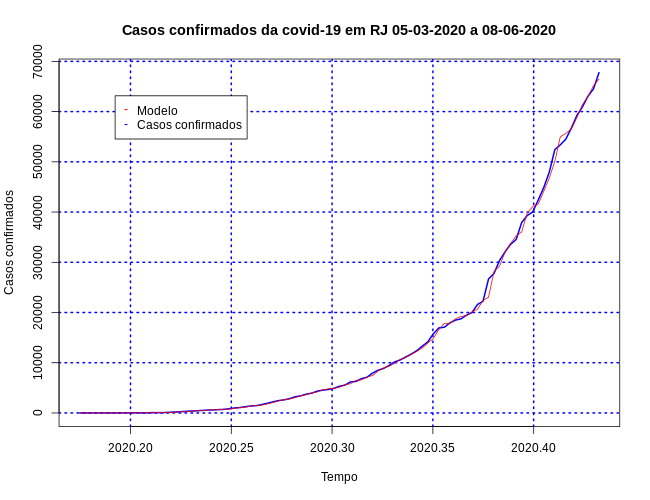 Casos confirmados da covid-19 em RJ 05-03-2020 a 08-06-2020
70000
60000
50000
40000
30000
20000
10000
0
Casos confirmados
- Modelo
- Casos confirmados
2020.20 2020.25 2020.30 2020.35 2020.40
Tempo